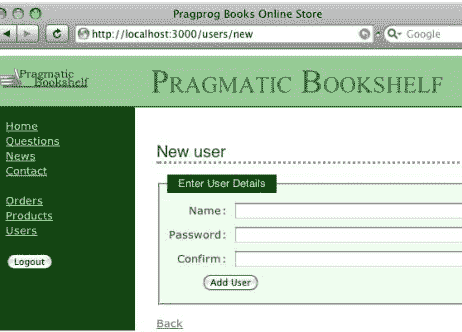 Pragprog Books Online Store
http://localhost:3000/users/new
Google
Pragmatic
Bookshelf
PRAGMATIC BOOKSHELF
Home
Questions
News
Contact
Orders
Products
Users
Logout
New user
Enter User Details
Name:
Password:
Confirm:
Add User
Back